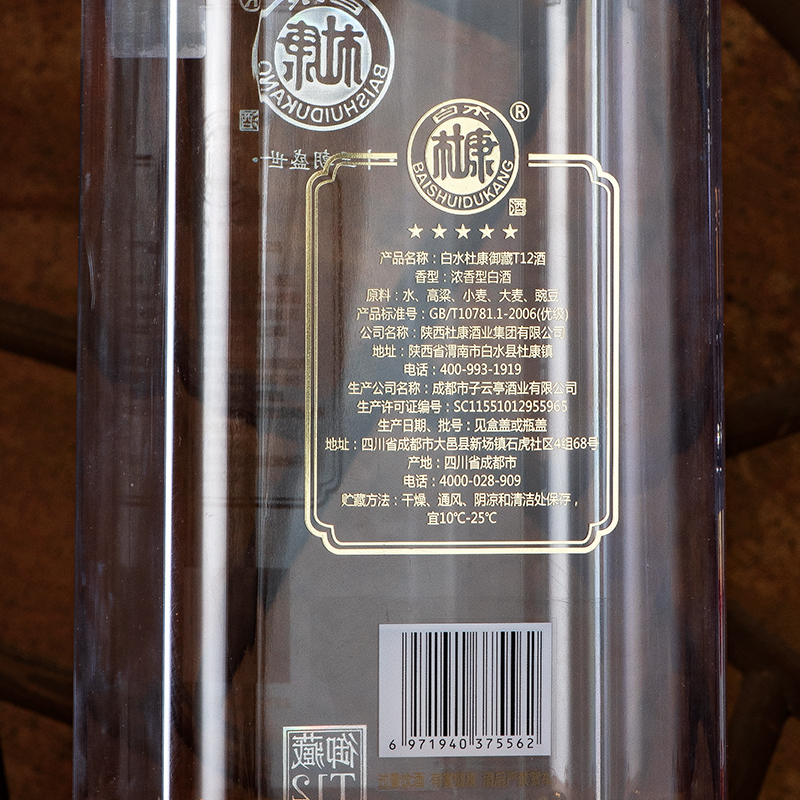 白水
杜康
®
BAISHUIDUKANG
酒
产品名称：白水杜康御藏T12酒
香型：浓香型白酒
原料：水、高粱、小麦、大麦、豌豆
产品标准号：GB/T10781.1-2006(优级)
公司名称：陕西杜康酒业集团有限公司
地址：陕西省渭南市白水县杜康镇
电话：400-993-1919
生产公司名称：成都市子云亭酒业有限公司
生产许可证编号：SC11551012955965
生产日期、批号：见盒盖或瓶盖
地址：四川省成都市大邑县新场镇石虎社区4组68号
产地：四川省成都市
电话：4000-028-909
贮藏方法：干燥、通风、阴凉和清洁处保存，
宜10℃-25℃
6 971940 375562
御藏
T12